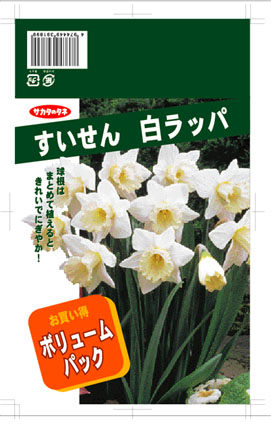 サカタのタネ
すいせん 白ラッパ
球根は
まとめて植えると
きれいでにぎやか!
お買い得
ボリューム
パック